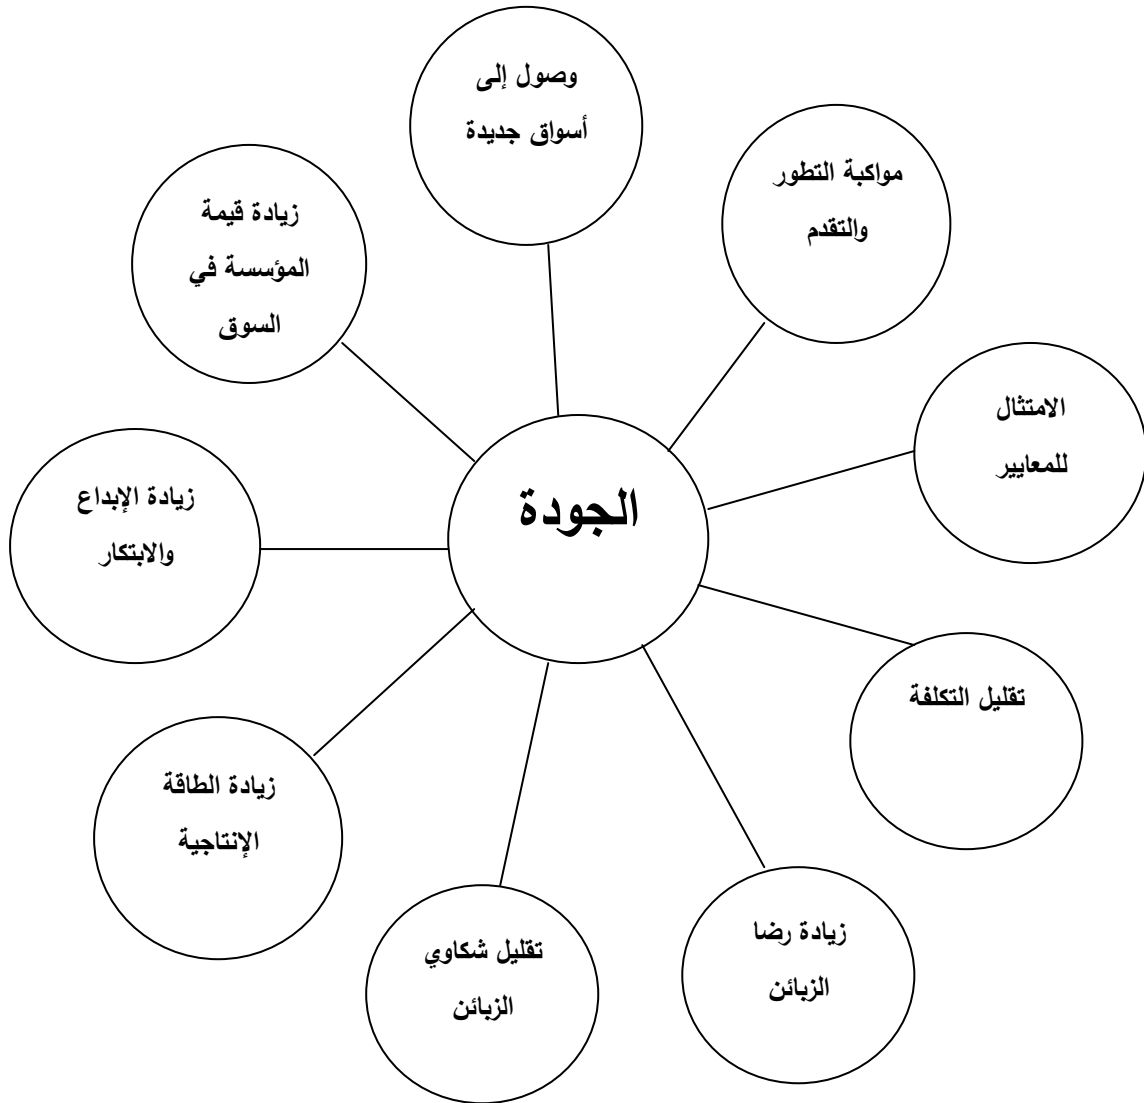 وصول إلى
أسواق جديدة
مواكبة التطور
والتقدم
زيادة قيمة
المؤسسة في
السوق
الامتثال
للمعايير
الجودة
زيادة الإبداع
والابتكار
تقليل التكلفة
زيادة الطاقة
الإنتاجية
زيادة رضا
الزبائن
تقليل شكاوي
الزبائن